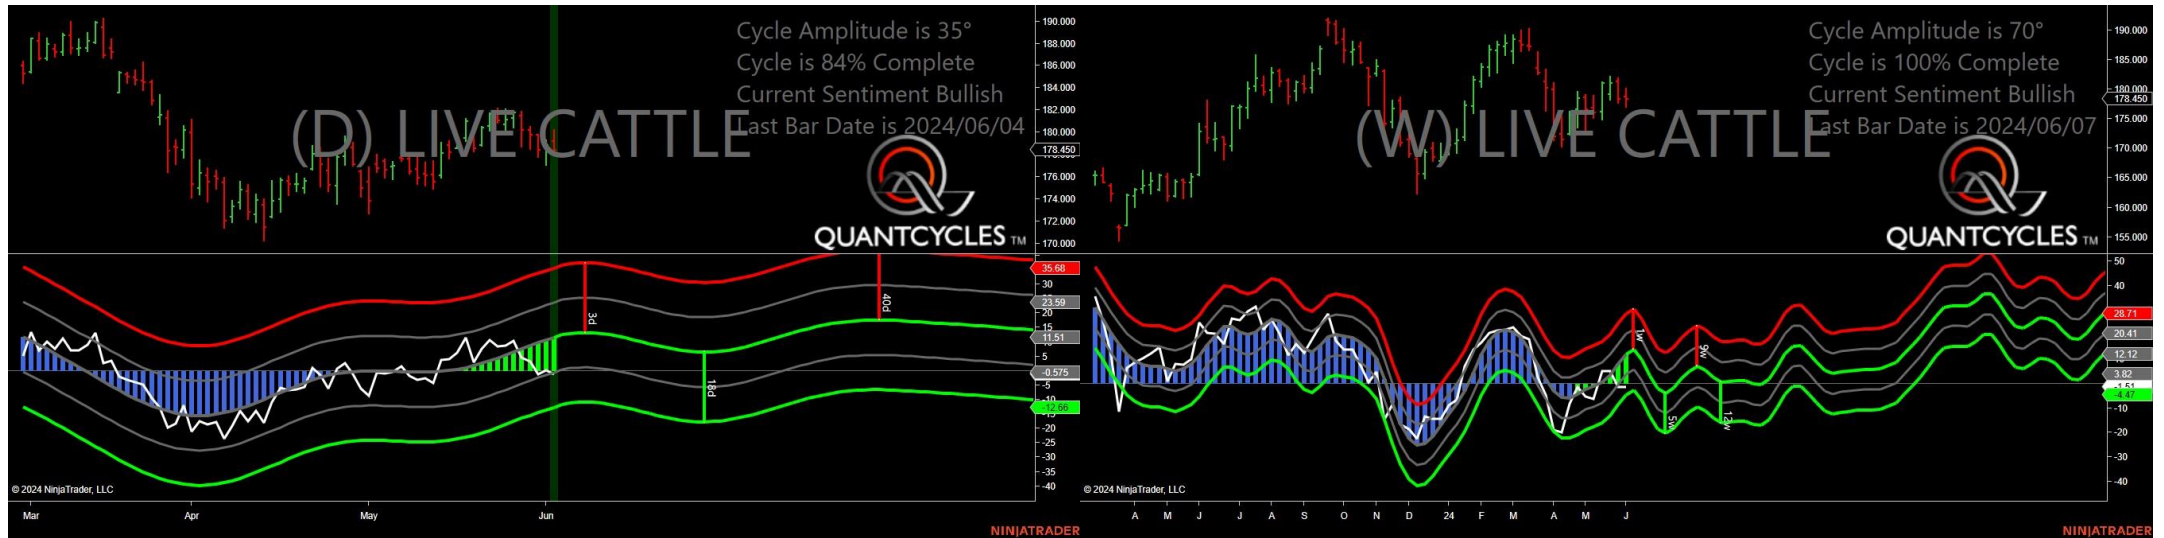 Cycle Amplitude is 35°
Cycle is 84% Complete
Current Sentiment Bullish
Last Bar Date is 2024/06/04
(D) LIVE CATTLE
QUANTCYCLES TM
190.000
188.000
186.000
184.000
182.000
180.000
178.450
176.000
174.000
172.000
170.000
35.68
30
23.59
20
15
11.51
5
-0.575
-5
-12.66
-20
-25
-30
-35
-40
3d
18d
40d
© 2024 NinjaTrader, LLC
Mar Apr May Jun
NINJATRADER
Cycle Amplitude is 70°
Cycle is 100% Complete
Current Sentiment Bullish
Last Bar Date is 2024/06/07
(W) LIVE CATTLE
QUANTCYCLES TM
190.000
185.000
180.000
178.450
175.000
170.000
165.000
160.000
155.000
50
40
28.71
20.41
12.12
3.82
-1.51
-4.47
-10
-20
-30
-40
1w
5w
9w
12w
© 2024 NinjaTrader, LLC
A M J J A S O N D 24 F M A M J
NINJATRADER